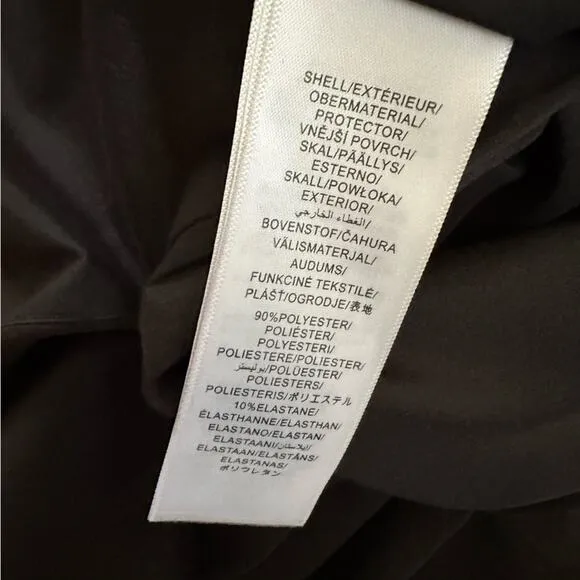 SHELL/EXTÉRIEUR/
OBERMATERIAL/
PROTECTOR/
VNĚJŠÍ POVRCH/
SKAL/PÄÄLLYS/
ESTERNO/
SKALL/POWŁOKA/
EXTERIOR/
الغطاء الخارجي/
BOVENSTOF/ČAHURA
VÄLISMATERJAL/
AUDUMS/
FUNKCINĖ TEKSTILĖ/
PLÁŠŤ/OGRODJE/表地
90%POLYESTER/
POLIÉSTER/
POLYESTERI/
POLIESTERE/POLIESTER/
بوليستر/POLÜESTER/
POLIESTERS/
POLIESTERIS/ポリエステル
10%ELASTANE/
ÉLASTHANNE/ELASTHAN/
ELASTANO/ELASTAN/
ELASTAANI/إيلاستان/
ELASTAAN/ELASTĀNS/
ELASTANAS/
ポリウレタン